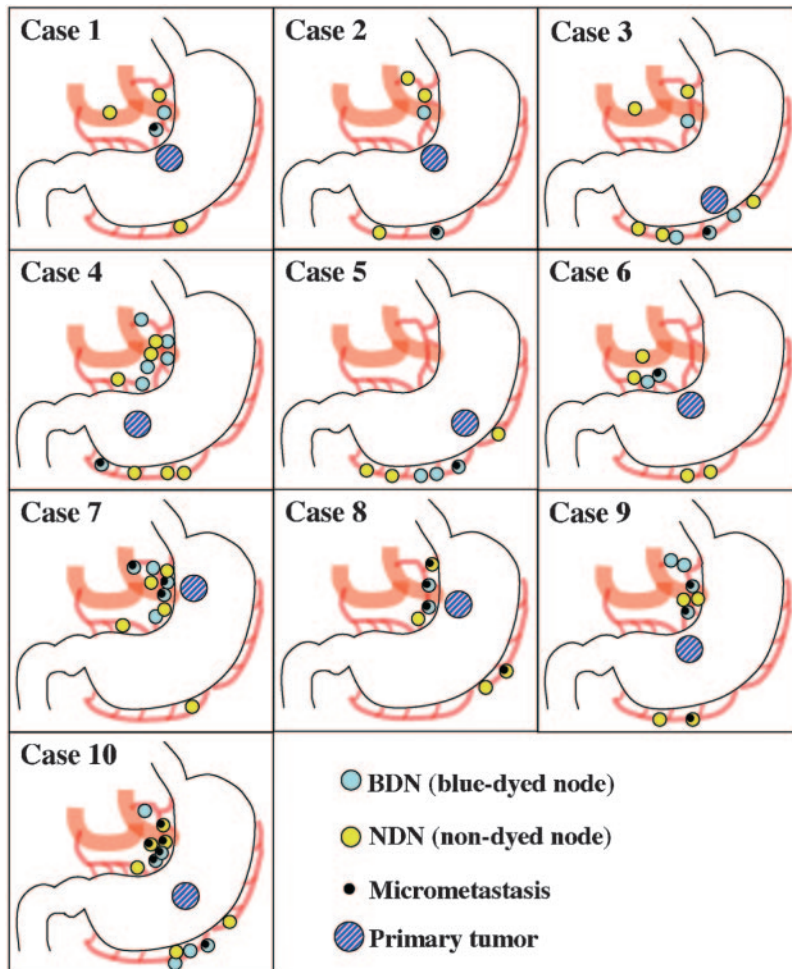 Case 1
Case 2
Case 3
Case 4
Case 5
Case 6
Case 7
Case 8
Case 9
Case 10
BDN (blue-dyed node)
NDN (non-dyed node)
Micrometastasis
Primary tumor